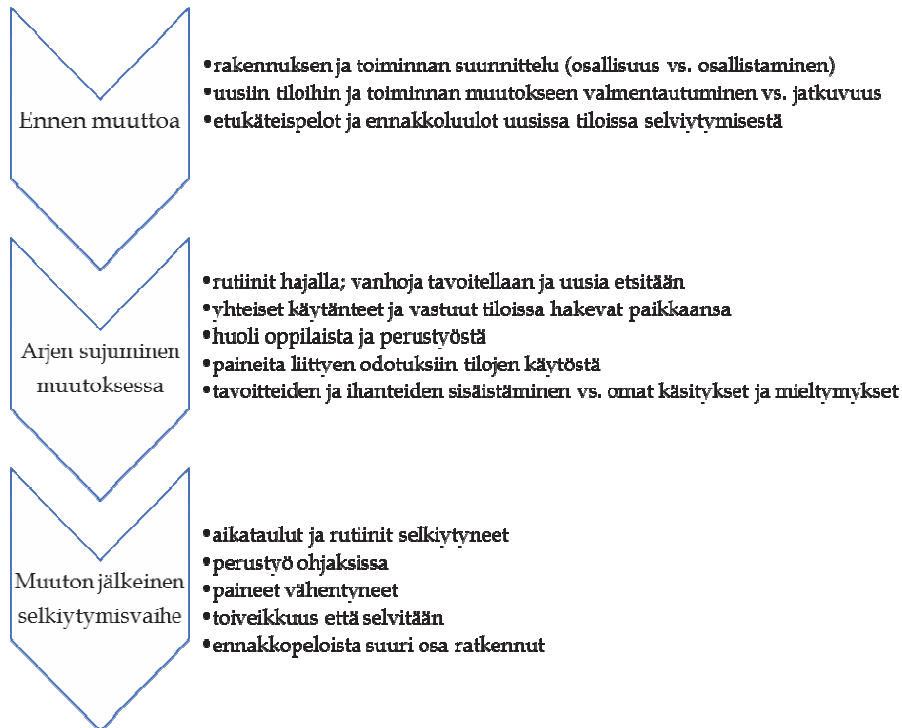 Ennen muuttoa
•rakennuksen ja toiminnan suunnittelu (osallisuus vs. osallistaminen)
•uusiin tiloihin ja toiminnan muutokseen valmentautuminen vs. jatkuvuus
•etukäteispelot ja ennakkoluulot uusissa tiloissa selviytymisestä
Arjen sujuminen
muutoksessa
•rutiinit hajalla; vanhoja tavoitellaan ja uusia etsitään
•yhteiset käytänteet ja vastuut tiloissa hakevat paikkaansa
•huoli oppilaista ja perustyöstä
•paineita liittyen odotuksiin tilojen käytöstä
•tavoitteiden ja ihanteiden sisäistäminen vs. omat käsitykset ja mieltymykset
Muuton jälkeinen
selkiytymisvaihe
•aikataulut ja rutiinit selkiytyneet
•perustyö ohjaksissa
•paineet vähentyneet
•toiveikkuus että selvitään
•ennakkopeloista suuri osa ratkennut